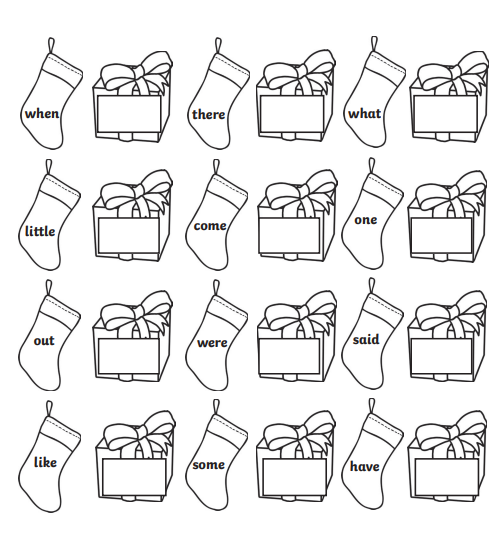 when there what
little come one
out were said
like some have